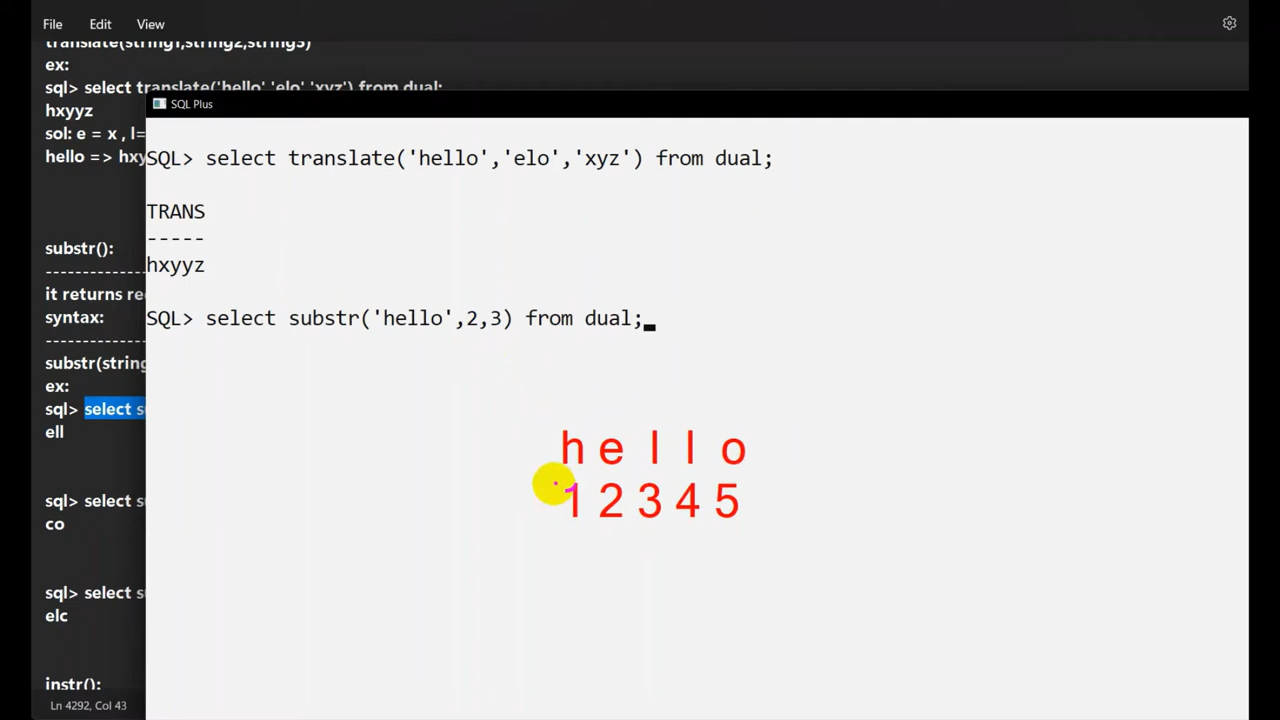 File Edit View
translate(string1,string2,string3)
ex:
sql> select translate('hello','elo','xyz') from dual;
hxyyz
sol: e = x , l=
hello => hxy
substr():
it returns re
syntax:
substr(string
ex:
sql> select s
ell
sql> select s
co
sql> select s
elc
instr():
Ln 4292, Col 43
SQL Plus
SQL> select translate('hello','elo','xyz') from dual;
TRANS
-----
hxyyz
SQL> select substr('hello',2,3) from dual;
h e l l o
1 2 3 4 5